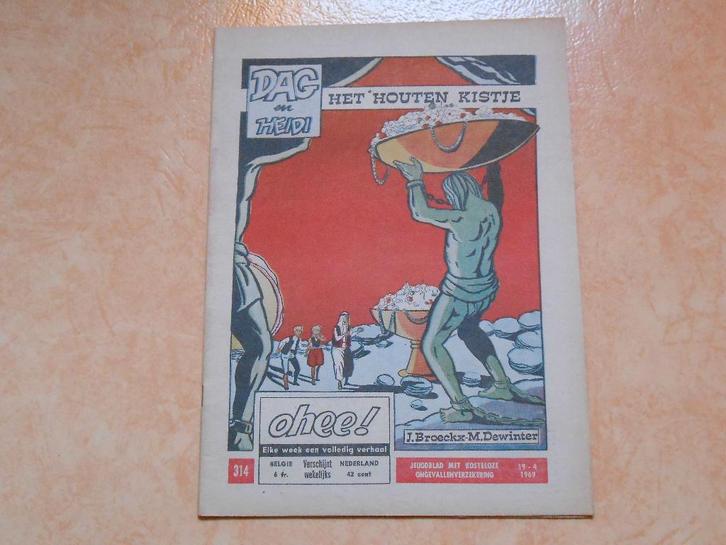 DAG
en
HEIDI
HET HOUTEN KISTJE
ohee!
Elke week een volledig verhaal
314
BELGIE
6 fr.
Verschijnt
wekelijks
NEDERLAND
42 cent
J.Broeckx-M.Dewinter
JEUGDBLAD MET KOSTELOZE
ONGEVALLENVERZEKERING
19 - 4
1969